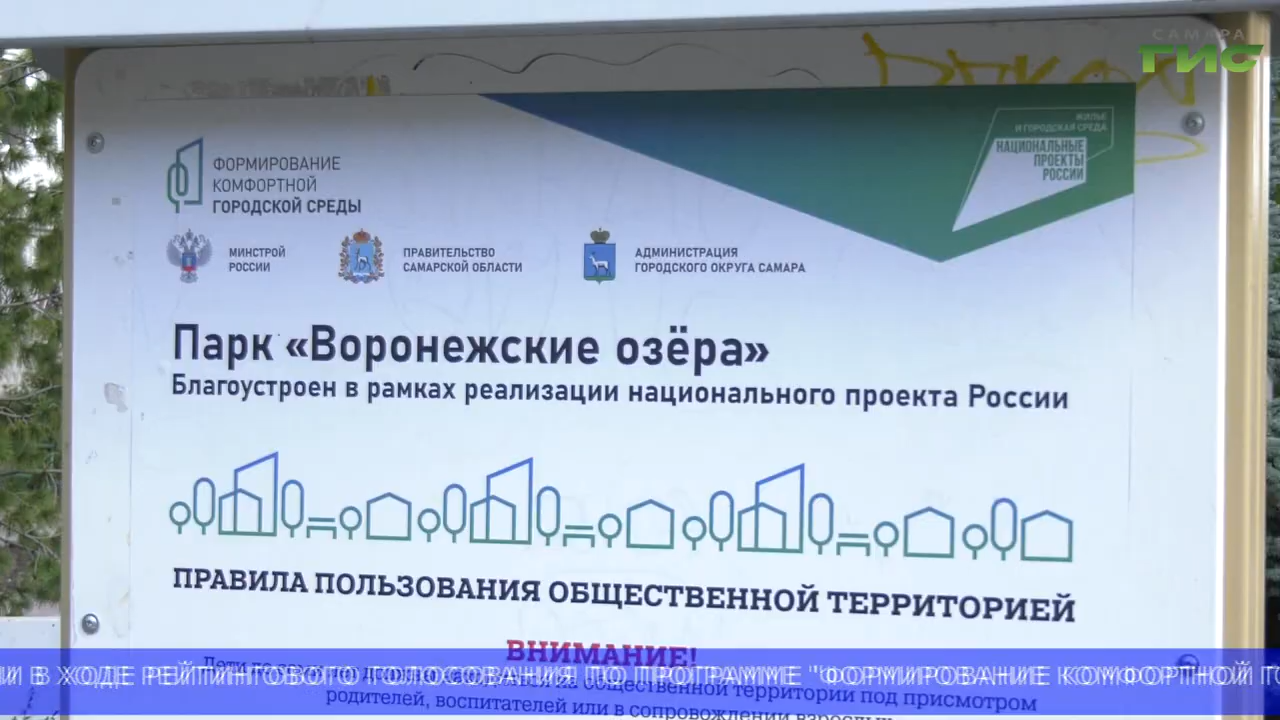 САМАРА
ГИС
ЖИЛЬЕ
И ГОРОДСКАЯ СРЕДА
НАЦИОНАЛЬНЫЕ
ПРОЕКТЫ
РОССИИ
ФОРМИРОВАНИЕ
КОМФОРТНОЙ
ГОРОДСКОЙ СРЕДЫ
МИНСТРОЙ
РОССИИ
ПРАВИТЕЛЬСТВО
САМАРСКОЙ ОБЛАСТИ
АДМИНИСТРАЦИЯ
ГОРОДСКОГО ОКРУГА САМАРА
Парк «Воронежские озёра»
Благоустроен в рамках реализации национального проекта России
ПРАВИЛА ПОЛЬЗОВАНИЯ ОБЩЕСТВЕННОЙ ТЕРРИТОРИЕЙ
ВНИМАНИЕ!
В ХОДЕ РЕЙТИНГОВОГО ГОЛОСОВАНИЯ ПО ПРОГРАММЕ "ФОРМИРОВАНИЕ КОМФОРТНОЙ
общественной территории под присмотром
родителей, воспитателей или в сопровождении